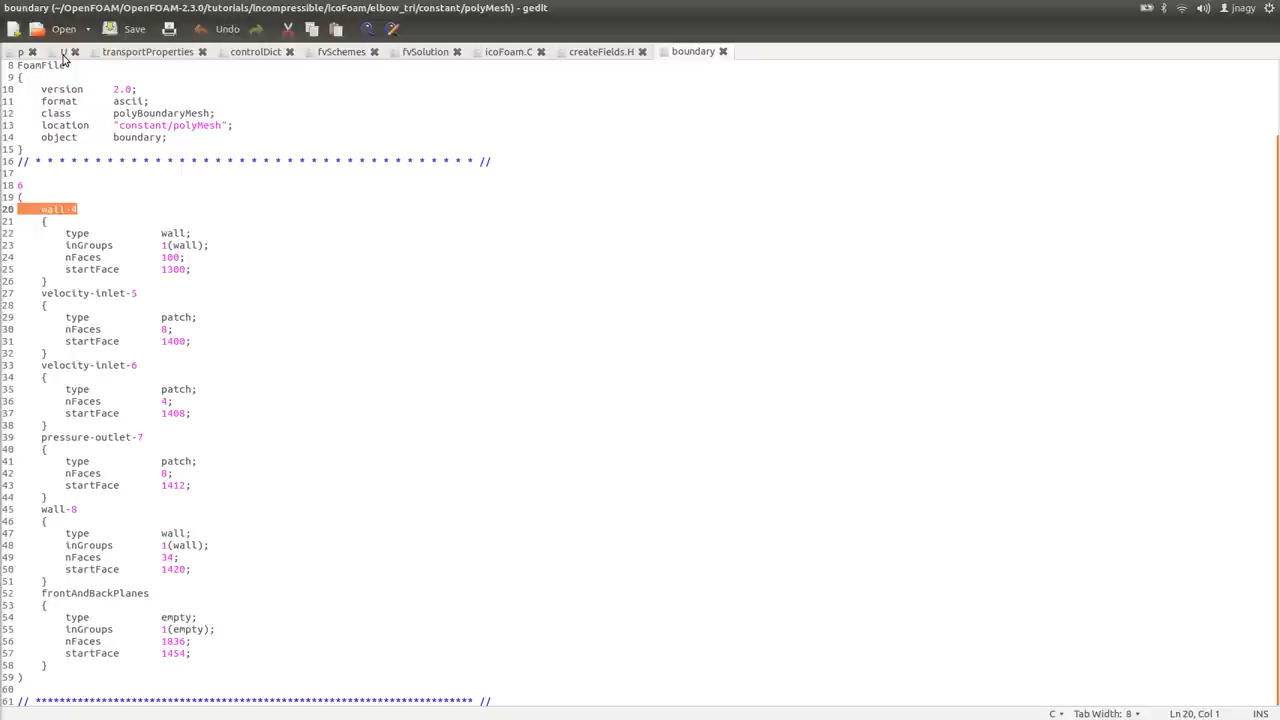 boundary (~/OpenFOAM/OpenFOAM-2.3.0/tutorials/incompressible/icoFoam/elbow_tri/constant/polyMesh) - gedit
jnagy
Open Save Undo
p U transportProperties controlDict fvSchemes fvSolution icoFoam.C createFields.H boundary
8 FoamFile
9 {
10 version 2.0;
11 format ascii;
12 class polyBoundaryMesh;
13 location "constant/polyMesh";
14 object boundary;
15 }
16 // * * * * * * * * * * * * * * * * * * * * * * * * * * * * * * * * * * * * * //
17
18 6
19 (
20 wall-4
21 {
22 type wall;
23 inGroups 1(wall);
24 nFaces 100;
25 startFace 1300;
26 }
27 velocity-inlet-5
28 {
29 type patch;
30 nFaces 8;
31 startFace 1400;
32 }
33 velocity-inlet-6
34 {
35 type patch;
36 nFaces 4;
37 startFace 1408;
38 }
39 pressure-outlet-7
40 {
41 type patch;
42 nFaces 8;
43 startFace 1412;
44 }
45 wall-8
46 {
47 type wall;
48 inGroups 1(wall);
49 nFaces 34;
50 startFace 1420;
51 }
52 frontAndBackPlanes
53 {
54 type empty;
55 inGroups 1(empty);
56 nFaces 1836;
57 startFace 1454;
58 }
59 )
60
61 // ************************************************************************* //
C Tab Width: 8 Ln 20, Col 1 INS